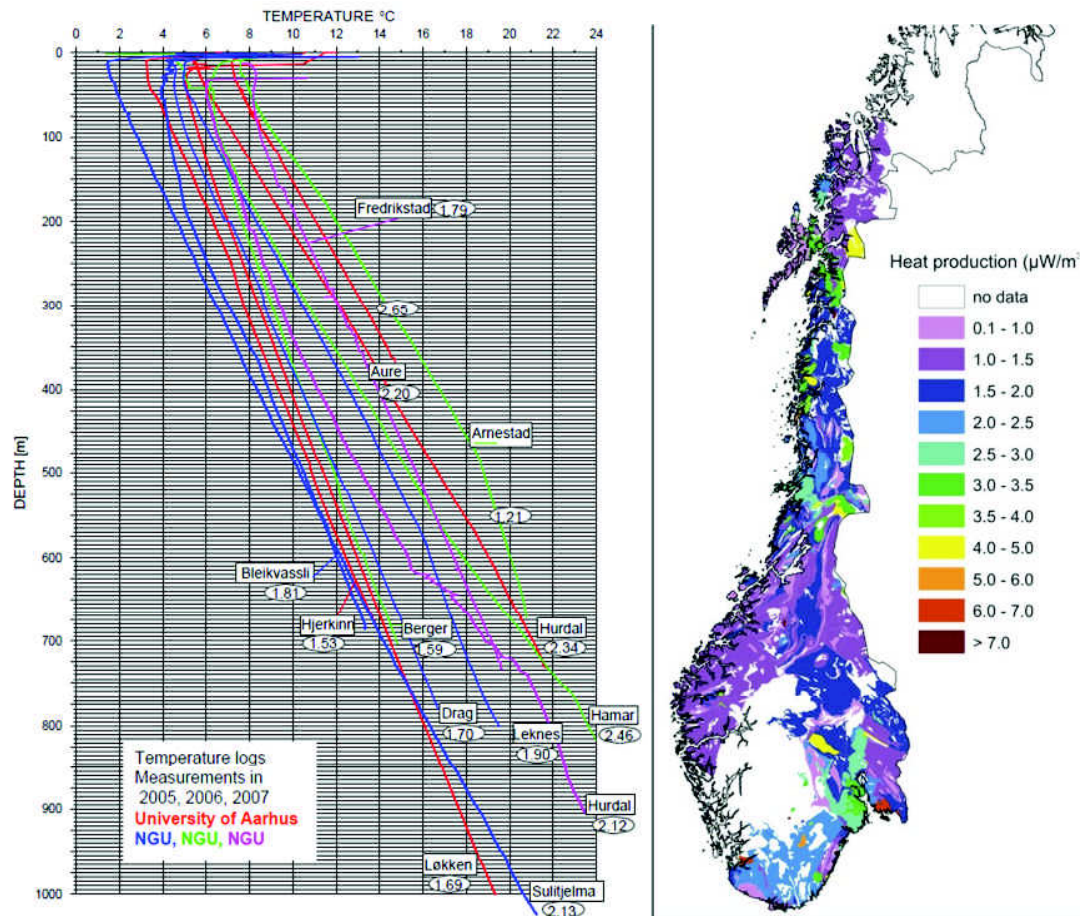 TEMPERATURE °C
0 2 4 6 8 10 12 14 16 18 20 22 24
0
100
200
300
400
500
600
700
800
900
1000
DEPTH [m]
Fredrikstad 1.79
2.65
Aure
2.20
Arnestad
1.21
Bleikvassli
1.81
Hjerkinn
1.53
Berger
.59
Hurdal
2.34
Drag
1.70
Leknes
1.90
Hamar
2.46
Hurdal
2.12
Løkken
1.69
Sulitjelma
2.13
Temperature logs
Measurements in
2005, 2006, 2007
University of Aarhus
NGU, NGU, NGU
Heat production (µW/m³
no data
0.1 - 1.0
1.0 - 1.5
1.5 - 2.0
2.0 - 2.5
2.5 - 3.0
3.0 - 3.5
3.5 - 4.0
4.0 - 5.0
5.0 - 6.0
6.0 - 7.0
> 7.0